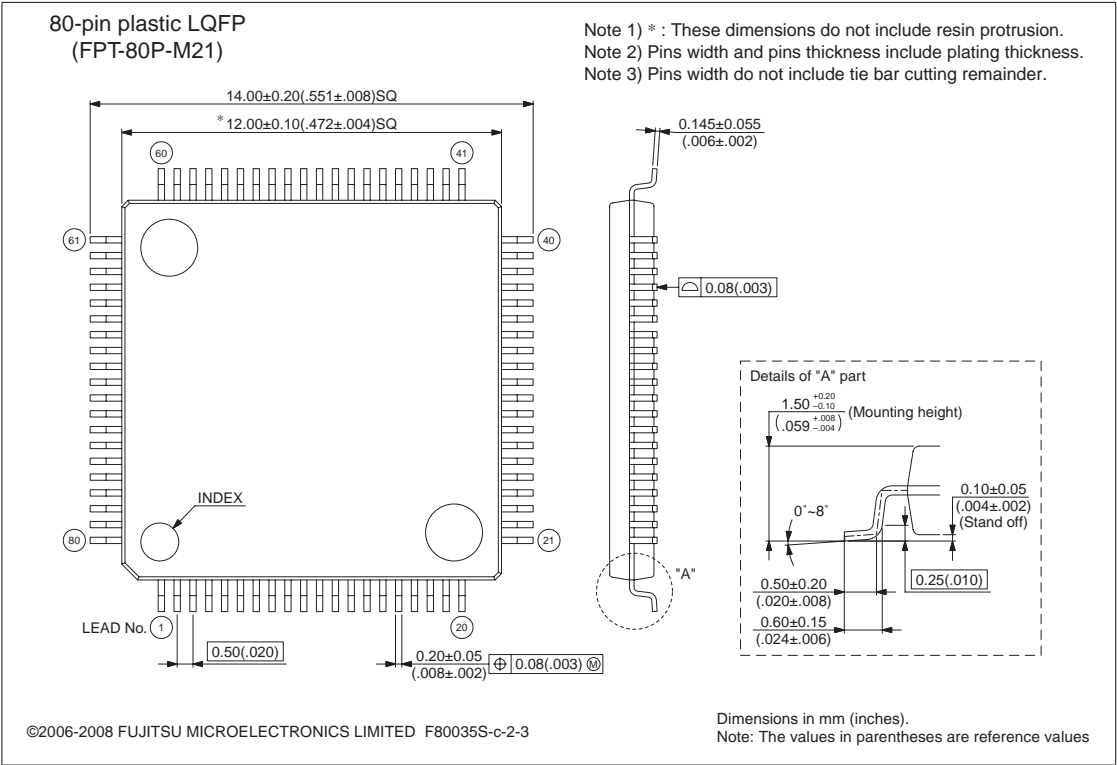 80-pin plastic LQFP
(FPT-80P-M21)
Note 1) * : These dimensions do not include resin protrusion.
Note 2) Pins width and pins thickness include plating thickness.
Note 3) Pins width do not include tie bar cutting remainder.
14.00±0.20(.551±.008)SQ
*12.00±0.10(.472±.004)SQ
0.145±0.055
(.006±.002)
60
41
61
40
0.08(.003)
Details of "A" part
1.50 +0.20 −0.10
(.059 +.008 −.004)
(Mounting height)
0.10±0.05
(.004±.002)
(Stand off)
0˚~8˚
INDEX
80
21
"A"
0.25(.010)
0.50±0.20
(.020±.008)
0.60±0.15
(.024±.006)
LEAD No. 1
20
0.50(.020)
0.20±0.05
(.008±.002)
⌖ 0.08(.003) Ⓜ
©2006-2008 FUJITSU MICROELECTRONICS LIMITED F80035S-c-2-3
Dimensions in mm (inches).
Note: The values in parentheses are reference values